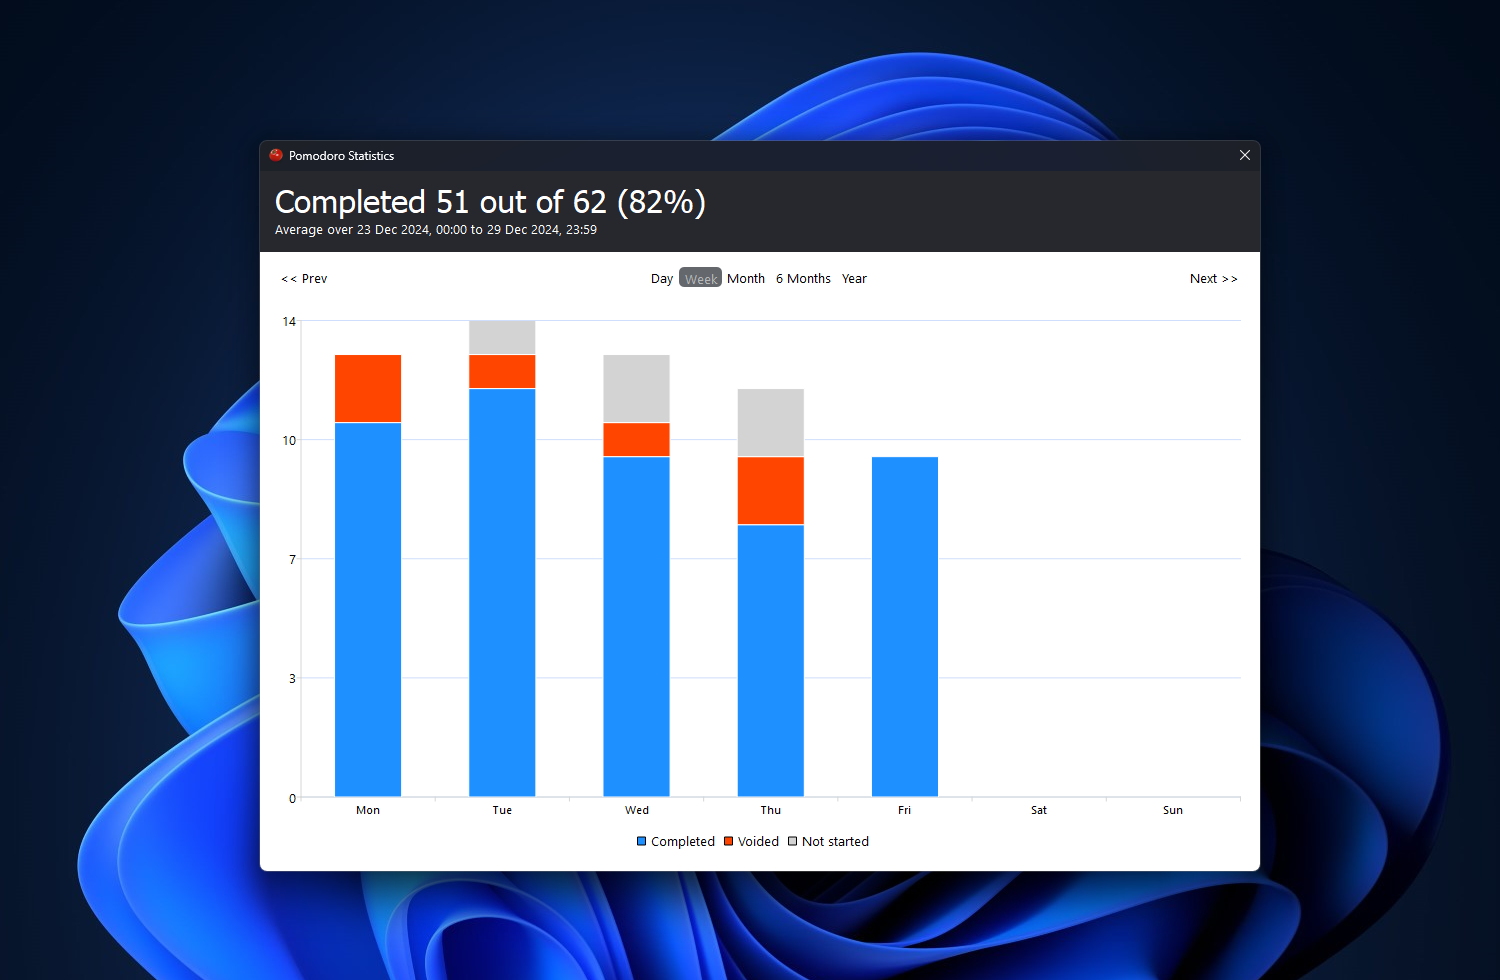 Pomodoro Statistics
Completed 51 out of 62 (82%)
Average over 23 Dec 2024, 00:00 to 29 Dec 2024, 23:59
<< Prev Day Week Month 6 Months Year Next >>
14
10
7
3
0
Mon Tue Wed Thu Fri Sat Sun
Completed Voided Not started